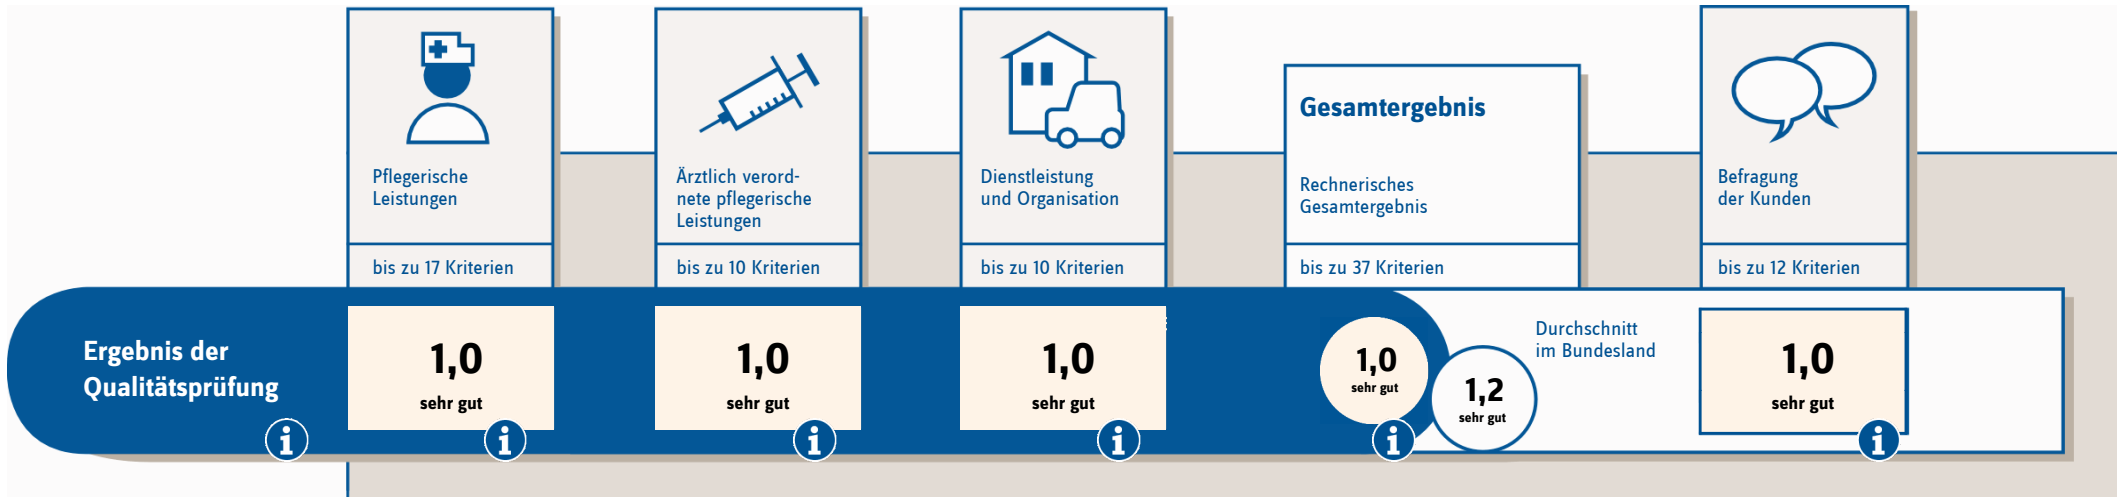 Pflegerische
Leistungen
bis zu 17 Kriterien
Ärztlich verord-
nete pflegerische
Leistungen
bis zu 10 Kriterien
Dienstleistung
und Organisation
bis zu 10 Kriterien
Gesamtergebnis
Rechnerisches
Gesamtergebnis
bis zu 37 Kriterien
Befragung
der Kunden
bis zu 12 Kriterien
Ergebnis der
Qualitätsprüfung
i
1,0
sehr gut
i
1,0
sehr gut
i
1,0
sehr gut
i
1,0
sehr gut
i
1,2
sehr gut
Durchschnitt
im Bundesland
1,0
sehr gut
i